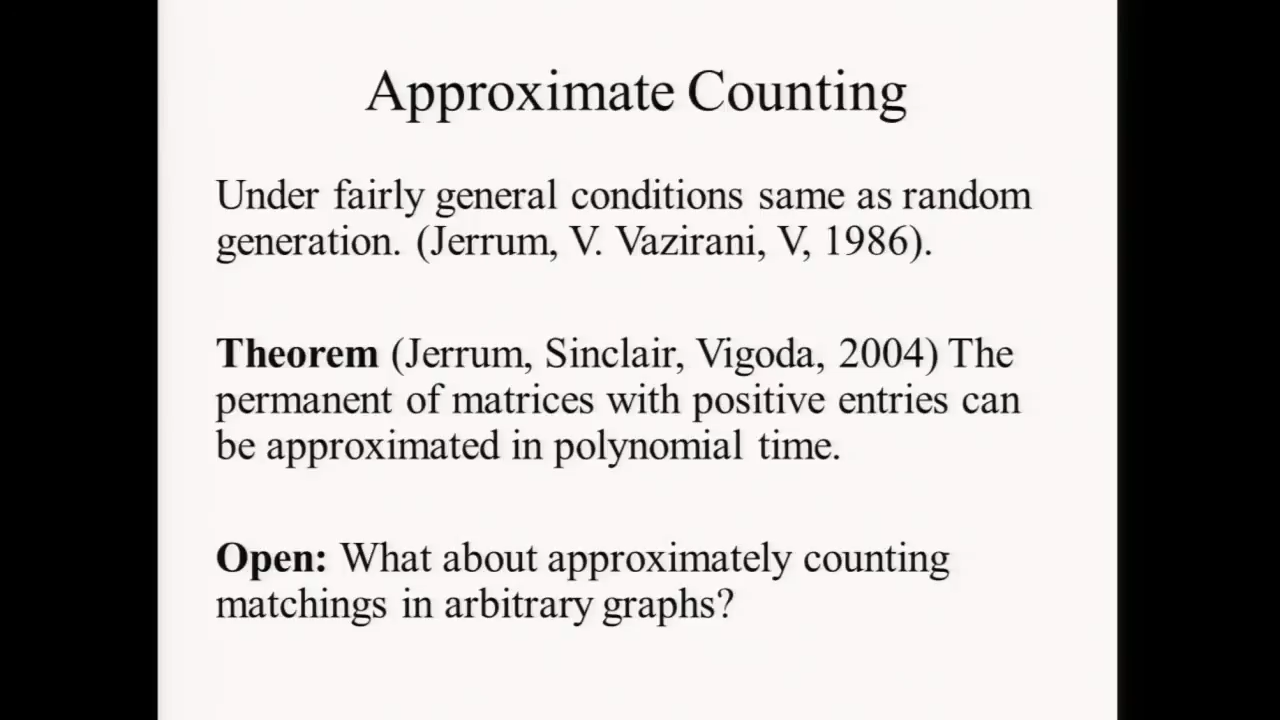 Approximate Counting
Under fairly general conditions same as random
generation. (Jerrum, V. Vazirani, V, 1986).
Theorem (Jerrum, Sinclair, Vigoda, 2004) The
permanent of matrices with positive entries can
be approximated in polynomial time.
Open: What about approximately counting
matchings in arbitrary graphs?